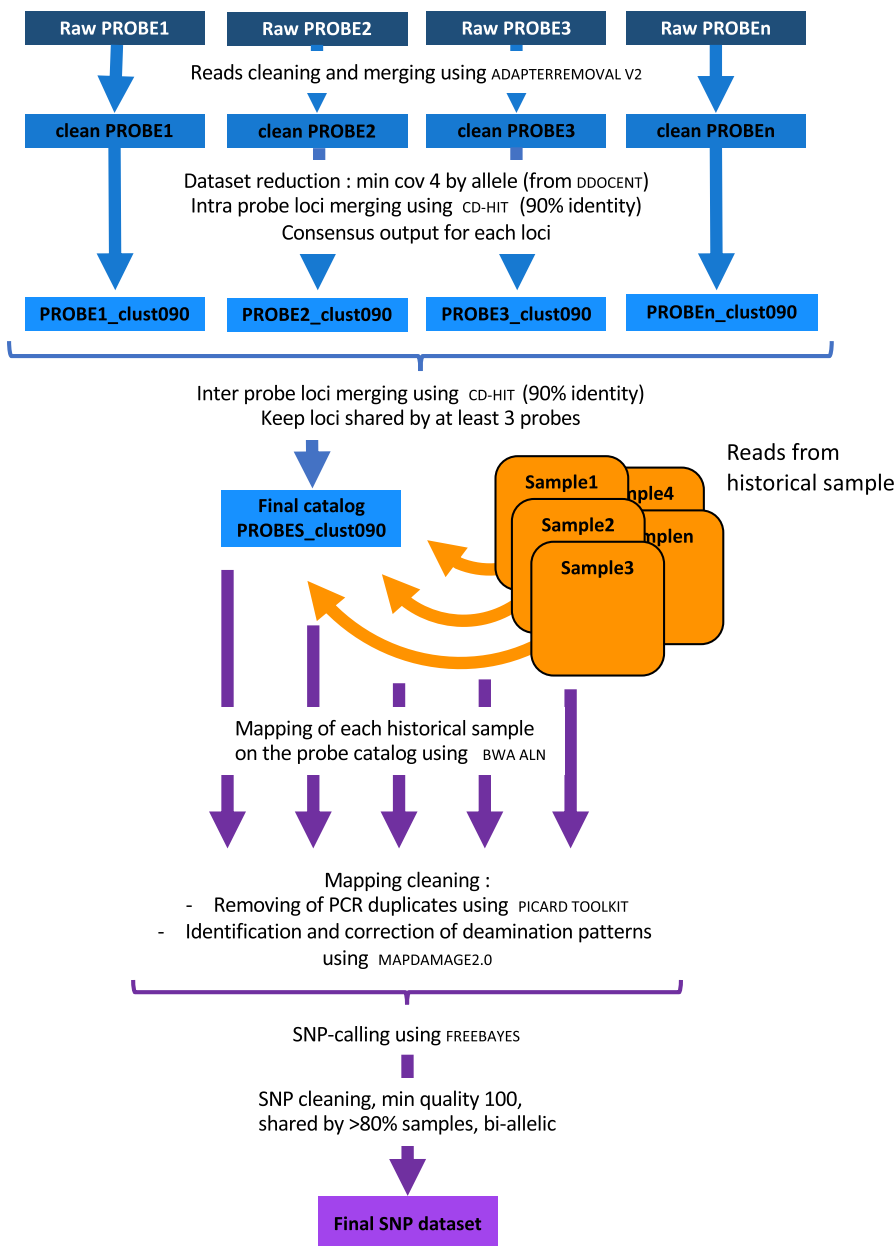 Raw PROBE1 Raw PROBE2 Raw PROBE3 Raw PROBEn
Reads cleaning and merging using ADAPTERREMOVAL V2
clean PROBE1 clean PROBE2 clean PROBE3 clean PROBEn
Dataset reduction : min cov 4 by allele (from DDOCENT)
Intra probe loci merging using CD-HIT (90% identity)
Consensus output for each loci
PROBE1_clust090 PROBE2_clust090 PROBE3_clust090 PROBEn_clust090
Inter probe loci merging using CD-HIT (90% identity)
Keep loci shared by at least 3 probes
Reads from
historical sample
Final catalog
PROBES_clust090
Sample1
mple4
Sample2
mplen
Sample3
Mapping of each historical sample
on the probe catalog using BWA ALN
Mapping cleaning :
- Removing of PCR duplicates using PICARD TOOLKIT
- Identification and correction of deamination patterns
using MAPDAMAGE2.0
SNP-calling using FREEBAYES
SNP cleaning, min quality 100,
shared by >80% samples, bi-allelic
Final SNP dataset